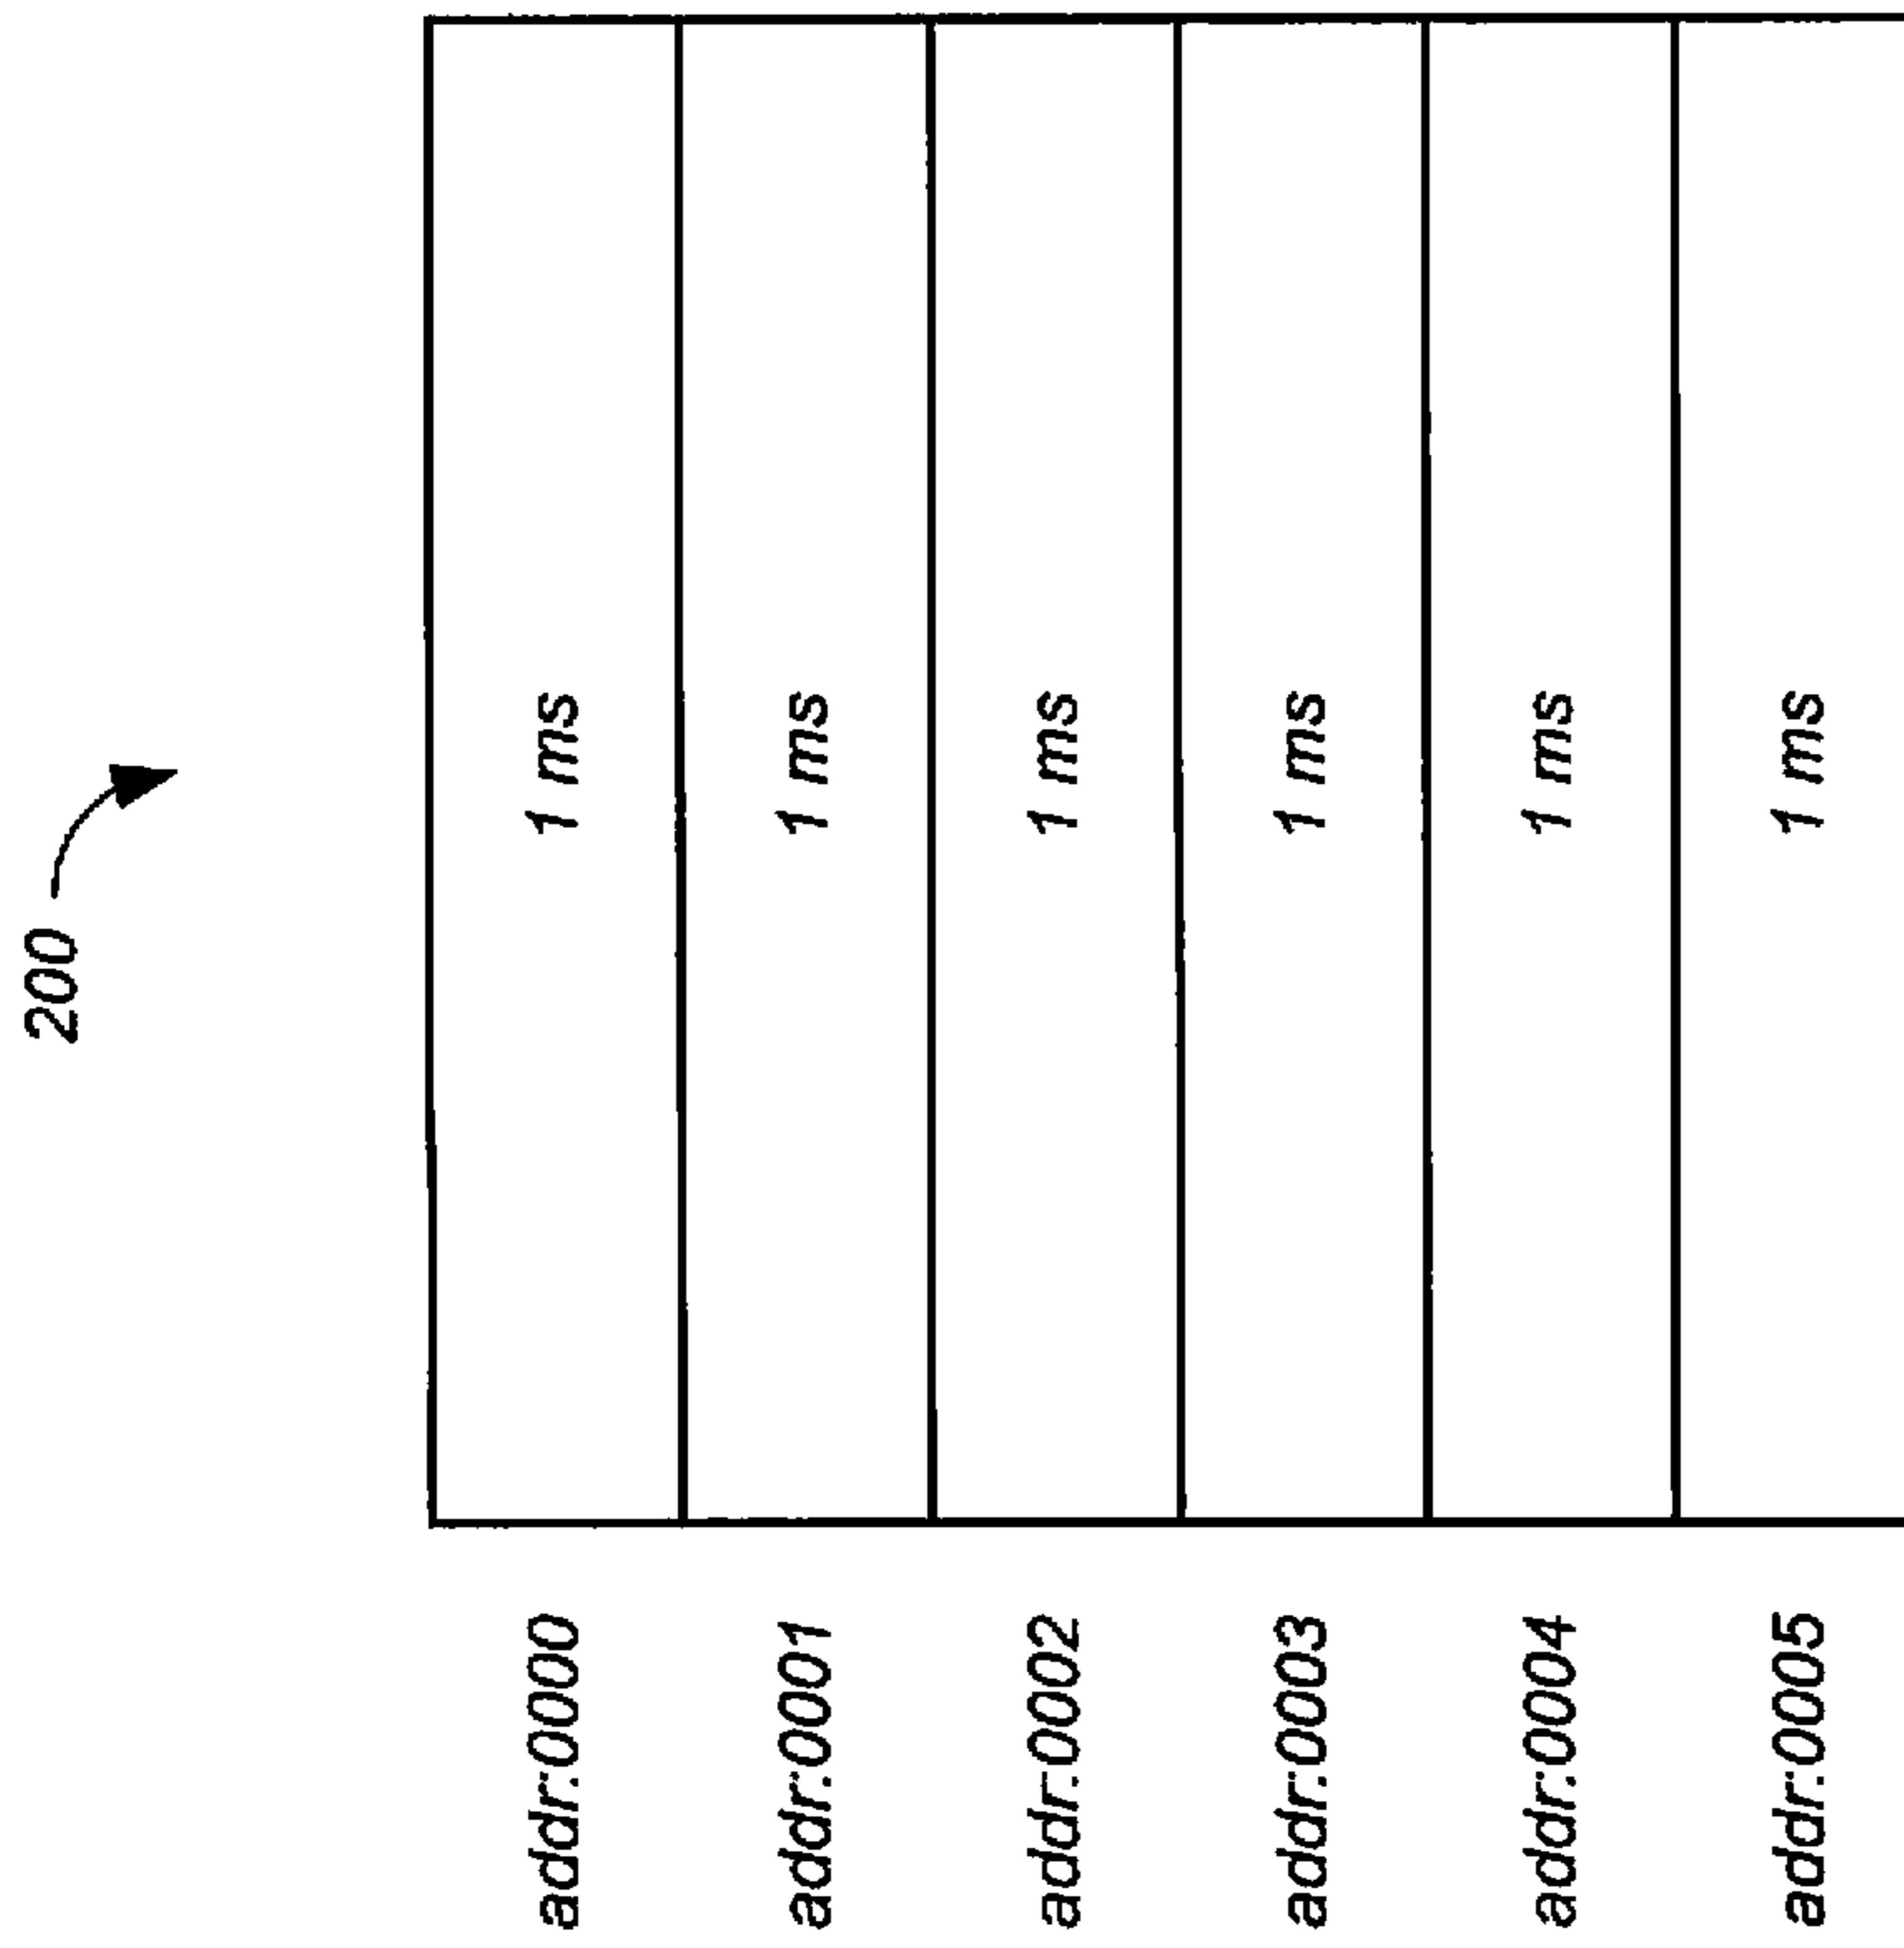 200
addr:0000 1 ms
addr:0001 1 ms
addr:0002 1 ms
addr:0003 1 ms
addr:0004 1 ms
addr:0005 1 ms